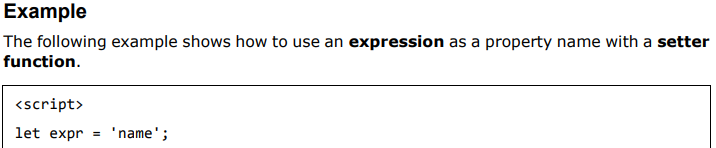 Example
The following example shows how to use an expression as a property name with a setter
function.
<script>
let expr = 'name';